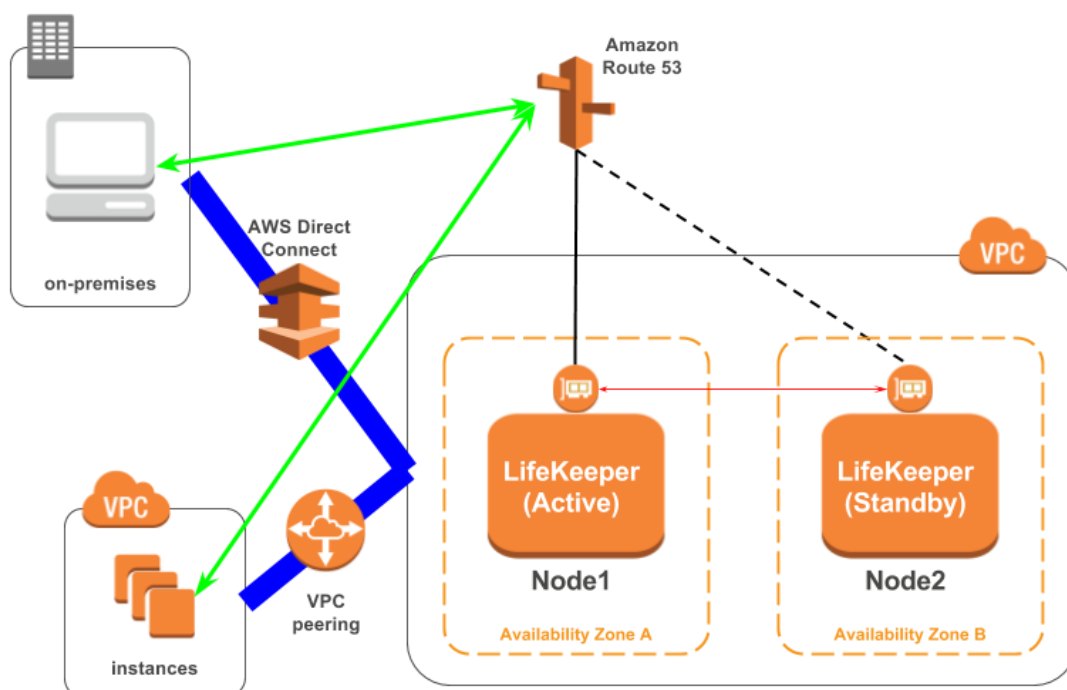 Amazon
Route 53
AWS Direct
Connect
on-premises
VPC
LifeKeeper
(Active)
Node1
Availability Zone A
LifeKeeper
(Standby)
Node2
Availability Zone B
VPC
VPC
peering
instances